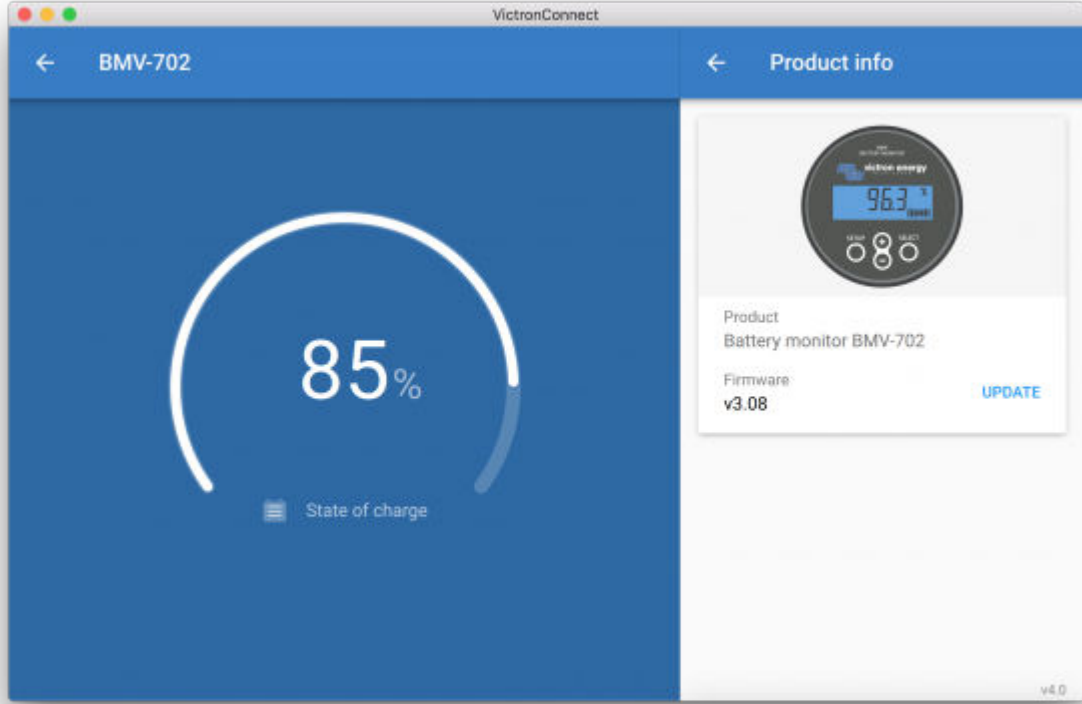 VictronConnect
BMV-702
85%
State of charge
Product info
victron energy
96.3 %
SETUP
SELECT
+
−
Product
Battery monitor BMV-702
Firmware
v3.08
UPDATE
v4.0